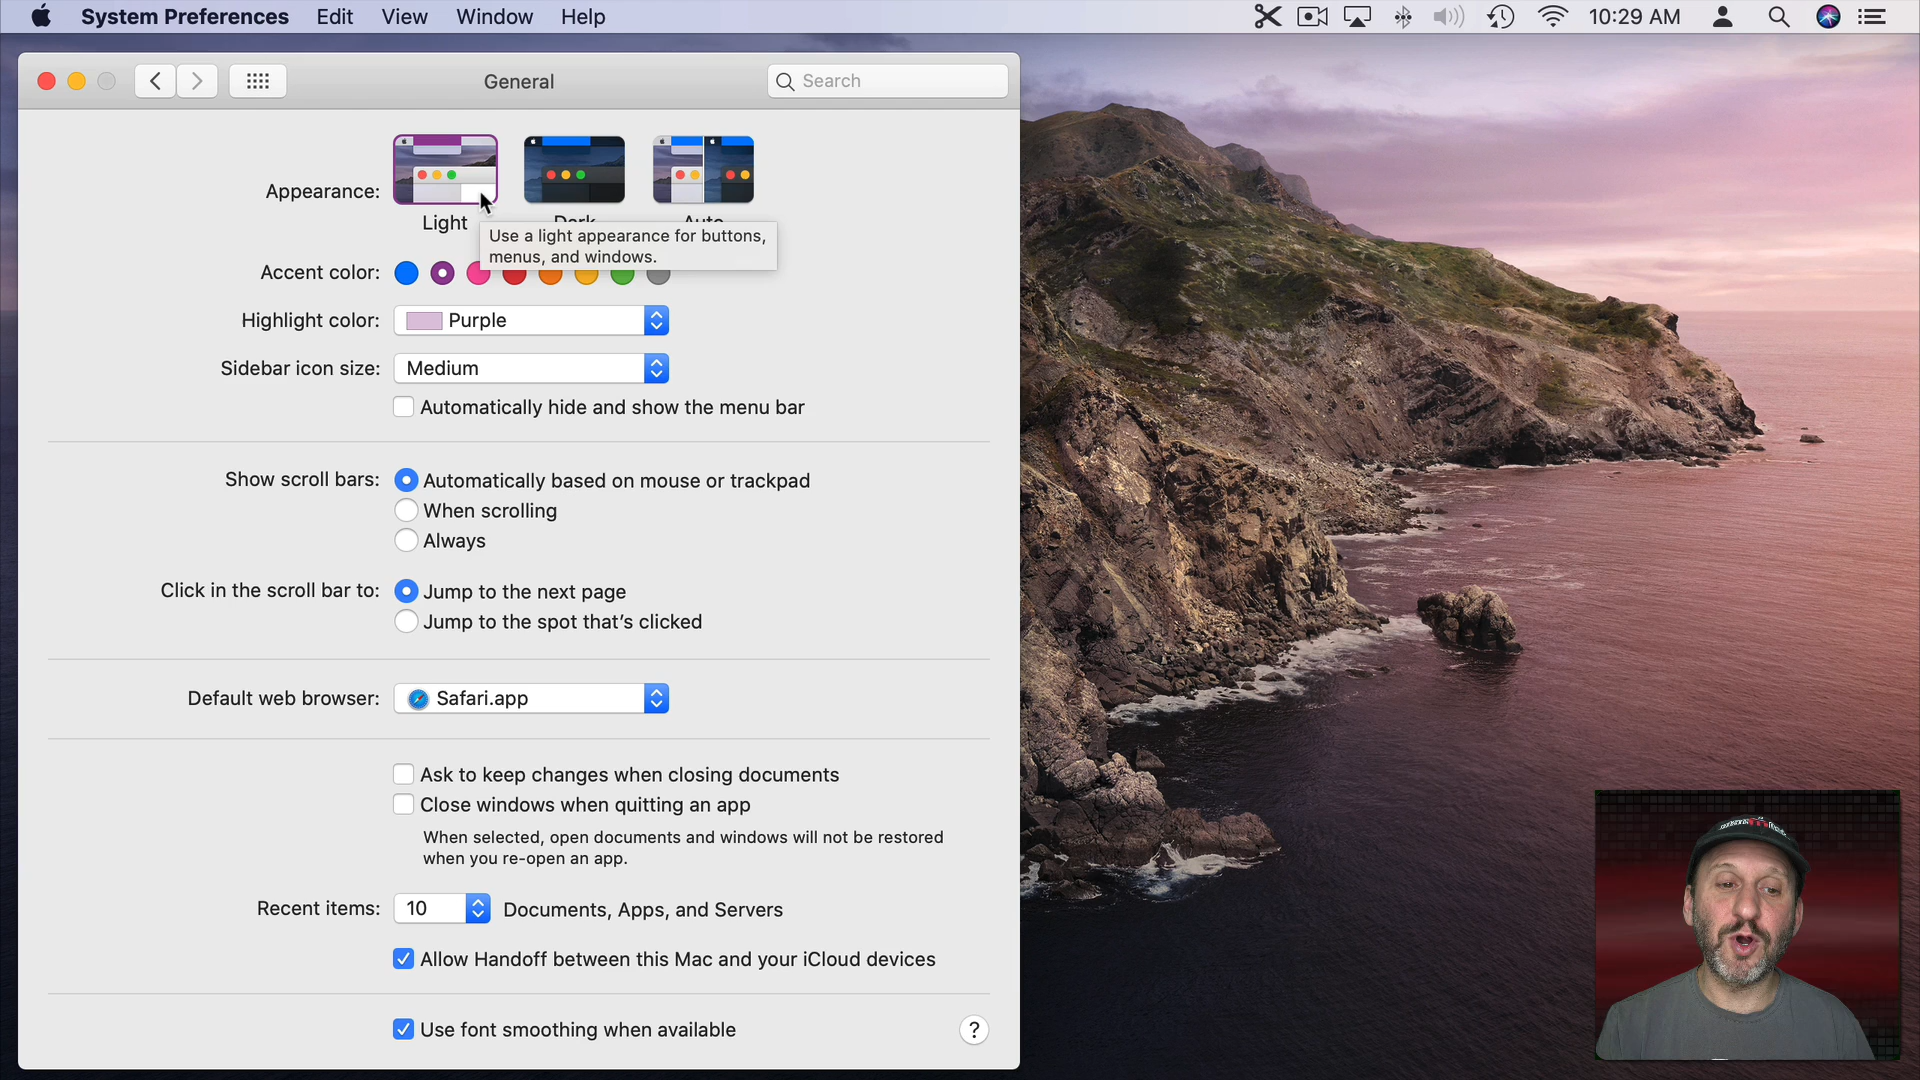 System Preferences Edit View Window Help 10:29 AM
General Search
Appearance:
Light Dark Auto
Use a light appearance for buttons,
menus, and windows.
Accent color:
Highlight color: Purple
Sidebar icon size: Medium
Automatically hide and show the menu bar
Show scroll bars: Automatically based on mouse or trackpad
When scrolling
Always
Click in the scroll bar to: Jump to the next page
Jump to the spot that's clicked
Default web browser: Safari.app
Ask to keep changes when closing documents
Close windows when quitting an app
When selected, open documents and windows will not be restored
when you re-open an app.
Recent items: 10 Documents, Apps, and Servers
Allow Handoff between this Mac and your iCloud devices
Use font smoothing when available ?